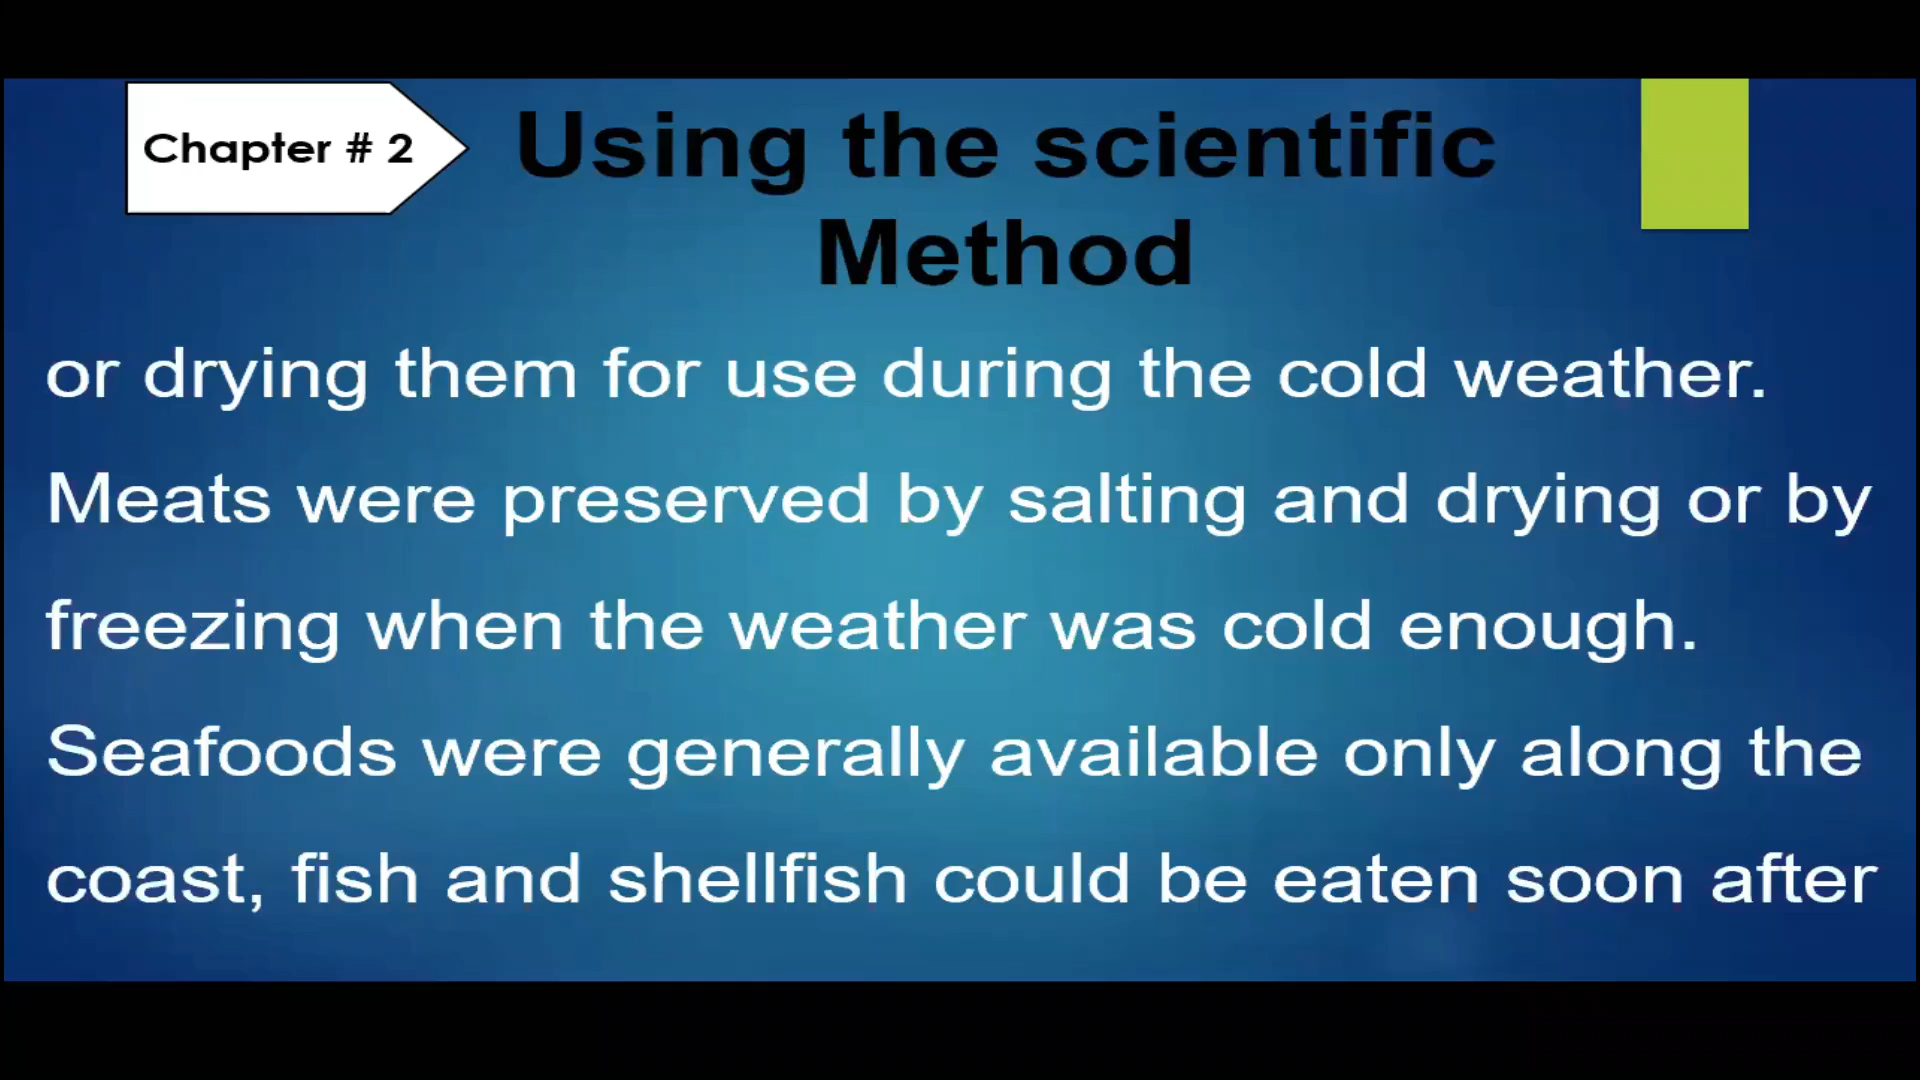 Chapter # 2
Using the scientific
Method
or drying them for use during the cold weather.
Meats were preserved by salting and drying or by
freezing when the weather was cold enough.
Seafoods were generally available only along the
coast, fish and shellfish could be eaten soon after